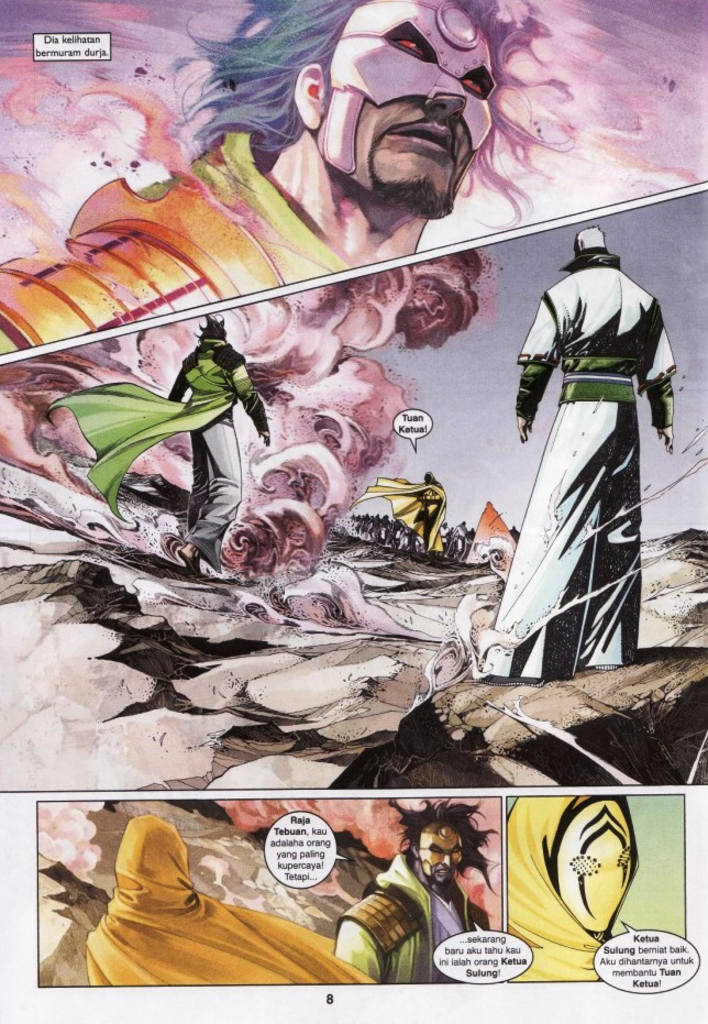 Dia kelihatan
bermuram durja.
Tuan
Ketua!
Raja
Tebuan, kau
adalaha orang
yang paling
kupercaya!
Tetapi...
...sekarang
baru aku tahu kau
ini ialah orang Ketua
Sulung!
Ketua
Sulung berniat baik.
Aku dihantarnya untuk
membantu Tuan
Ketua!
8